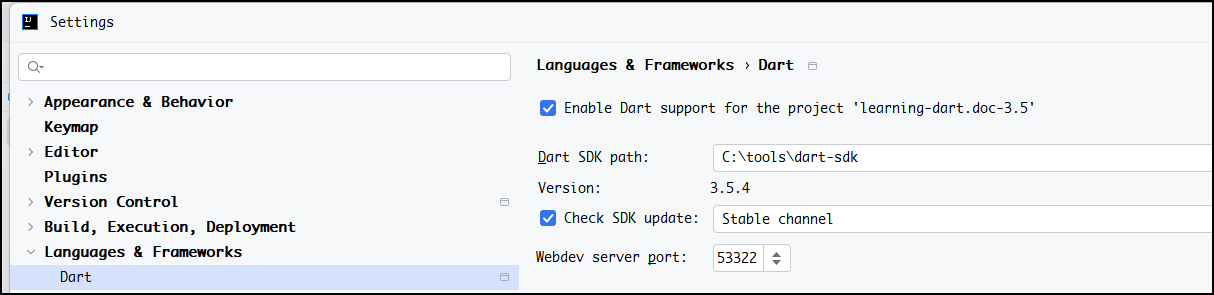 Settings
Appearance & Behavior
Keymap
Editor
Plugins
Version Control
Build, Execution, Deployment
Languages & Frameworks
Dart
Languages & Frameworks › Dart
Enable Dart support for the project 'learning-dart.doc-3.5'
Dart SDK path: C:\tools\dart-sdk
Version: 3.5.4
Check SDK update: Stable channel
Webdev server port: 53322